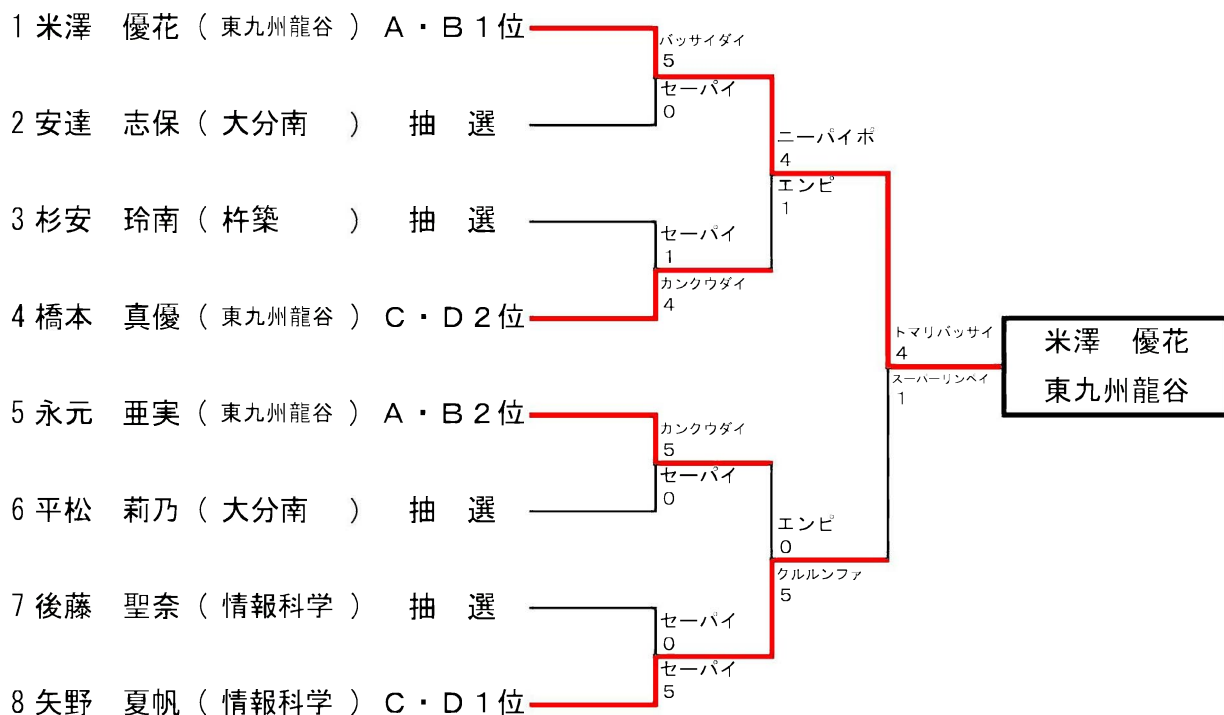 1 米澤 優花 ( 東九州龍谷 ) A・B1位
バッサイダイ
5
セーパイ
0
2 安達 志保 ( 大分南 ) 抽 選
ニーパイポ
4
エンピ
1
3 杉安 玲南 ( 杵築 ) 抽 選
セーパイ
1
カンクウダイ
4
4 橋本 真優 ( 東九州龍谷 ) C・D2位
トマリバッサイ
4
スーパーリンペイ
1
米澤 優花
東九州龍谷
5 永元 亜実 ( 東九州龍谷 ) A・B2位
カンクウダイ
5
セーパイ
0
6 平松 莉乃 ( 大分南 ) 抽 選
エンピ
0
クルルンファ
5
7 後藤 聖奈 ( 情報科学 ) 抽 選
セーパイ
0
セーパイ
5
8 矢野 夏帆 ( 情報科学 ) C・D1位